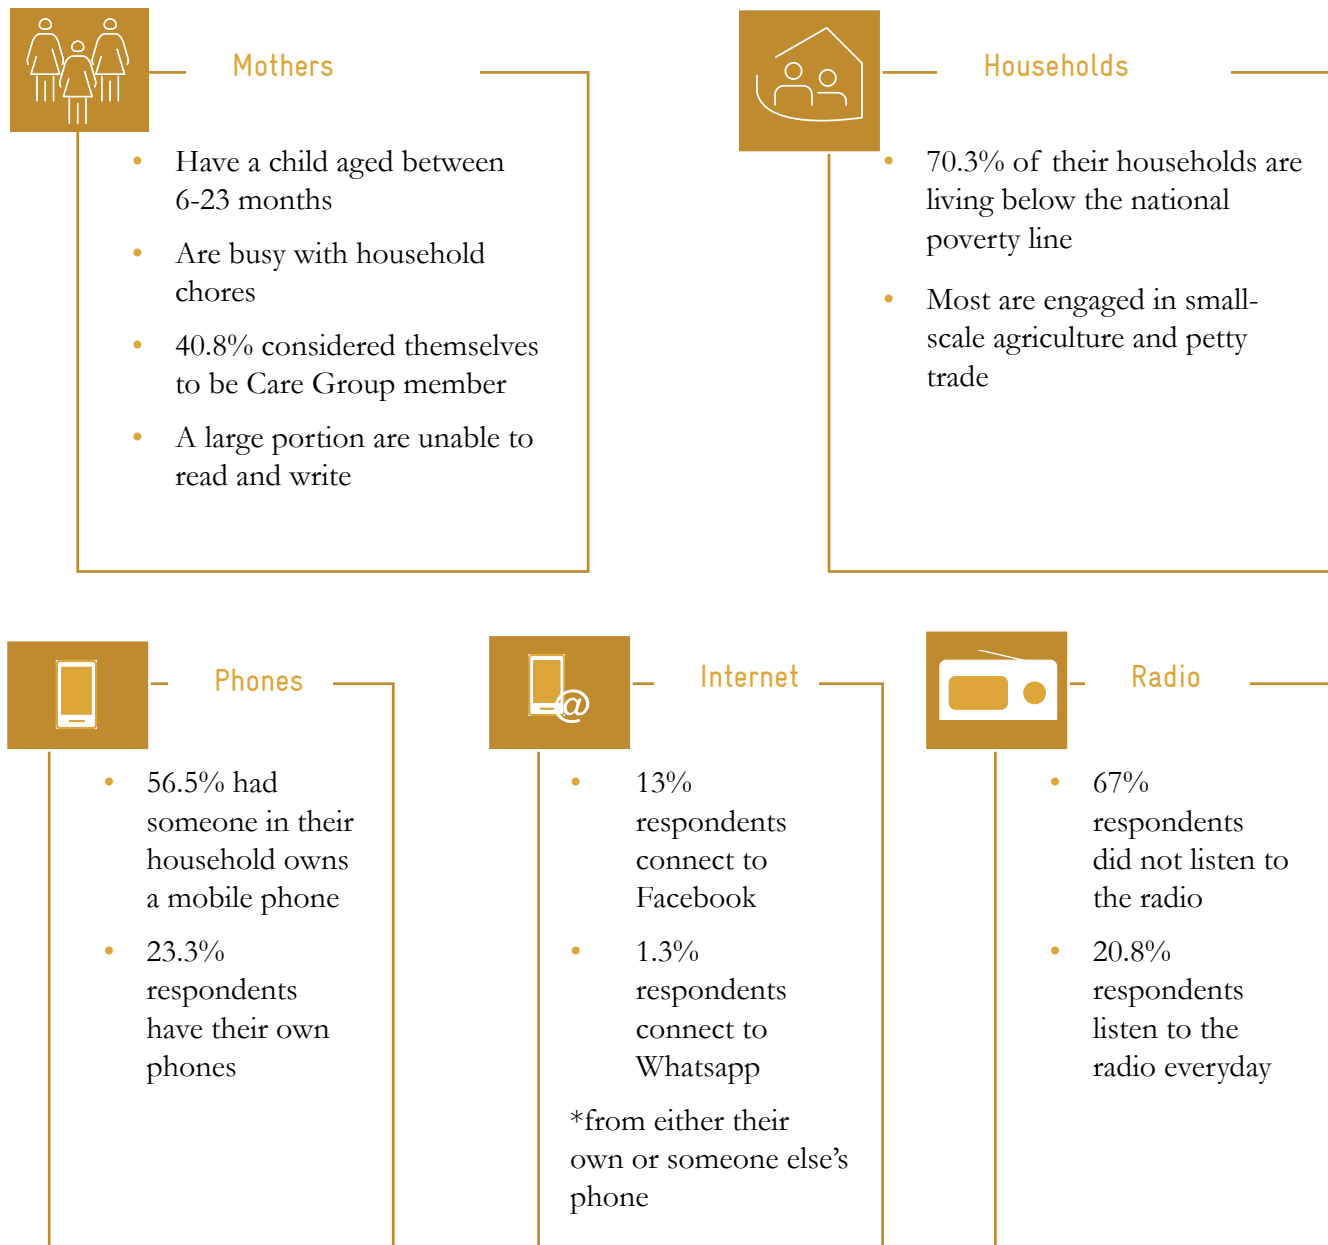 Mothers
• Have a child aged between
6-23 months
• Are busy with household
chores
• 40.8% considered themselves
to be Care Group member
• A large portion are unable to
read and write
Households
• 70.3% of their households are
living below the national
poverty line
• Most are engaged in small-
scale agriculture and petty
trade
Phones
• 56.5% had
someone in their
household owns
a mobile phone
• 23.3%
respondents
have their own
phones
@
Internet
• 13%
respondents
connect to
Facebook
• 1.3%
respondents
connect to
Whatsapp
*from either their
own or someone else’s
phone
Radio
• 67%
respondents
did not listen to
the radio
• 20.8%
respondents
listen to the
radio everyday